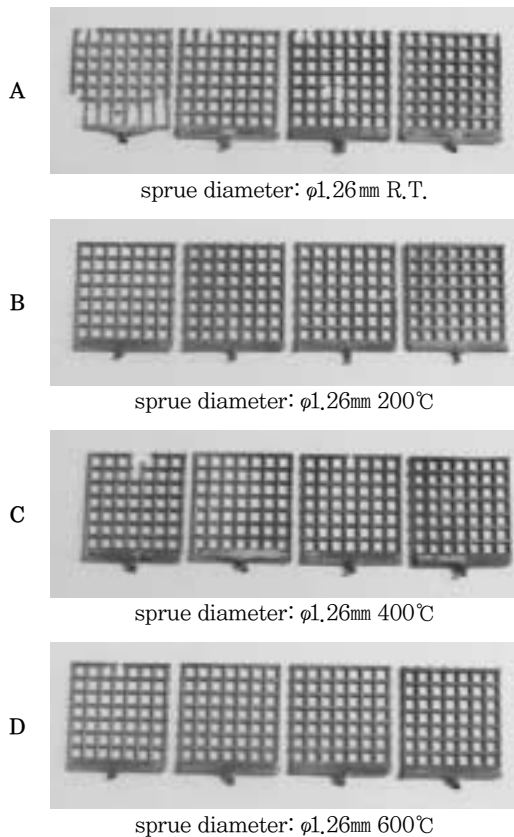 A
sprue diameter: φ1.26㎜ R.T.
B
sprue diameter: φ1.26㎜ 200℃
C
sprue diameter: φ1.26㎜ 400℃
D
sprue diameter: φ1.26㎜ 600℃